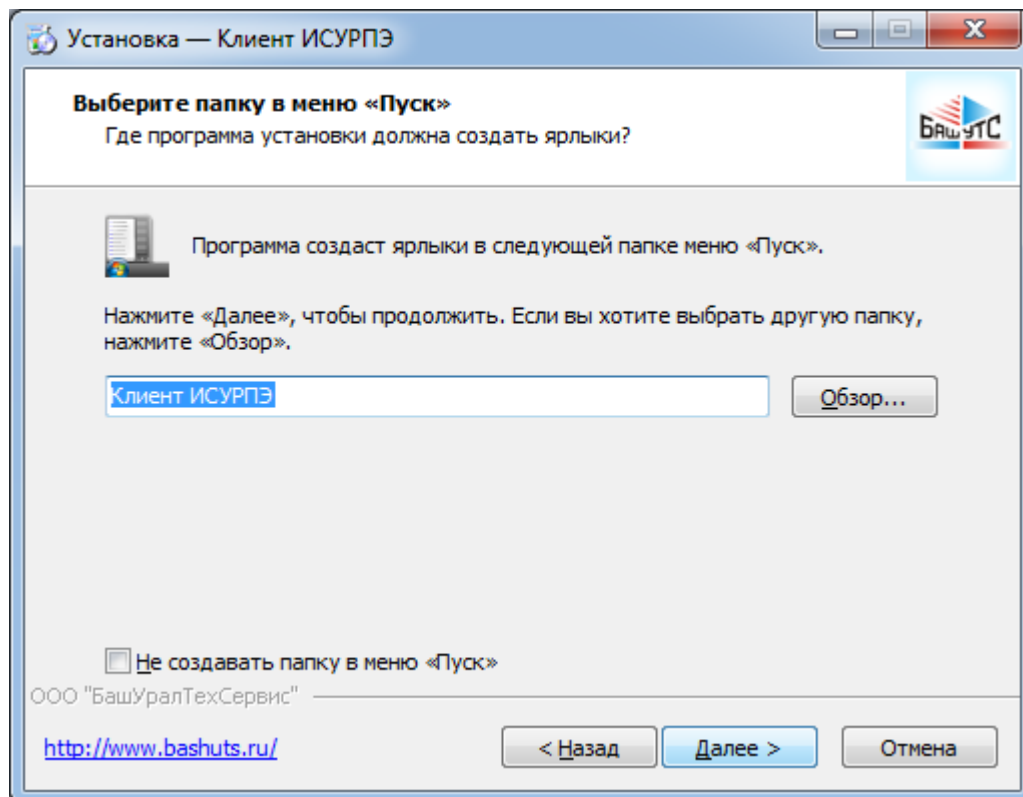 Установка — Клиент ИСУРПЭ
Выберите папку в меню «Пуск»
Где программа установки должна создать ярлыки?
БашУТС
Программа создаст ярлыки в следующей папке меню «Пуск».
Нажмите «Далее», чтобы продолжить. Если вы хотите выбрать другую папку,
нажмите «Обзор».
Клиент ИСУРПЭ
Обзор...
Не создавать папку в меню «Пуск»
ООО "БашУралТехСервис"
http://www.bashuts.ru/
< Назад
Далее >
Отмена